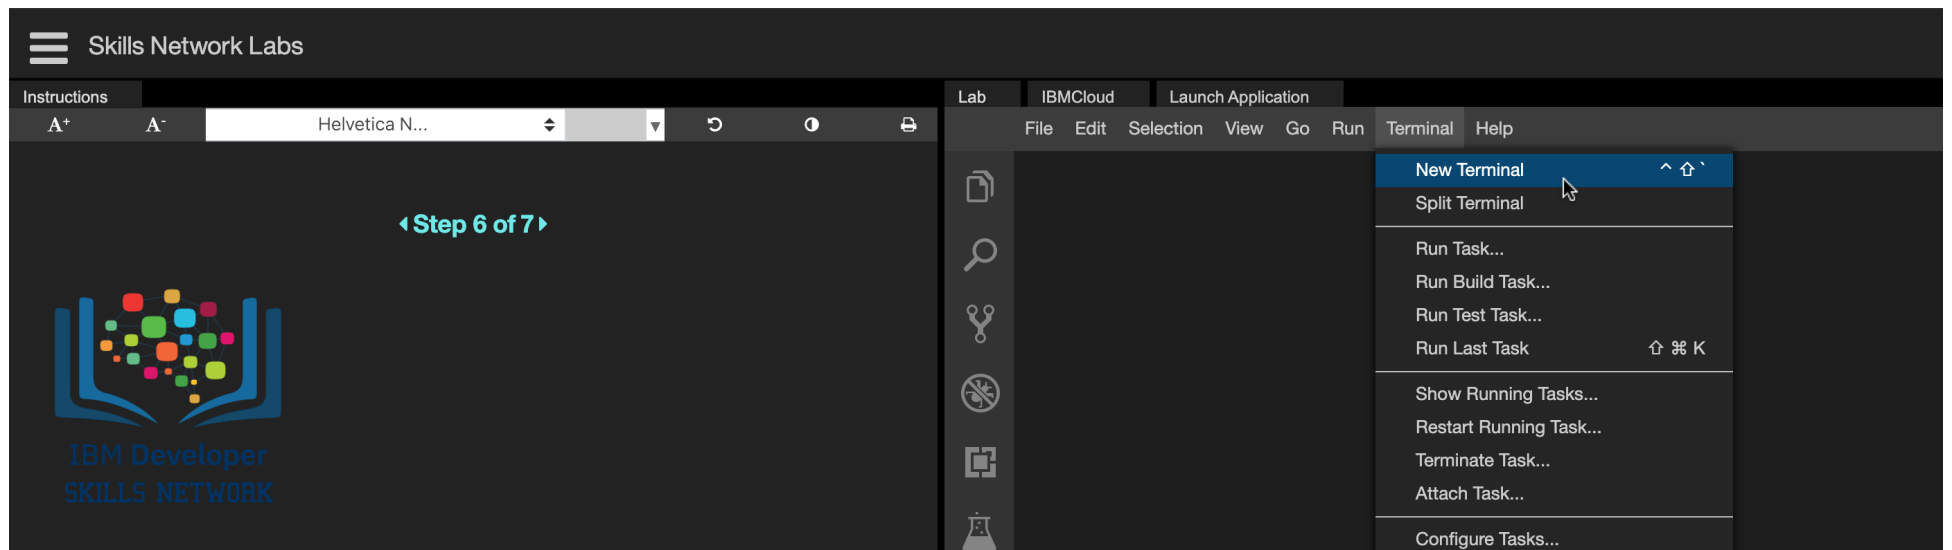 Skills Network Labs
Instructions
A+ A- Helvetica N...
Step 6 of 7
IBM Developer
SKILLS NETWORK
Lab IBMCloud Launch Application
File Edit Selection View Go Run Terminal Help
New Terminal ^ ⇧ `
Split Terminal
Run Task...
Run Build Task...
Run Test Task...
Run Last Task ⇧ ⌘ K
Show Running Tasks...
Restart Running Task...
Terminate Task...
Attach Task...
Configure Tasks...